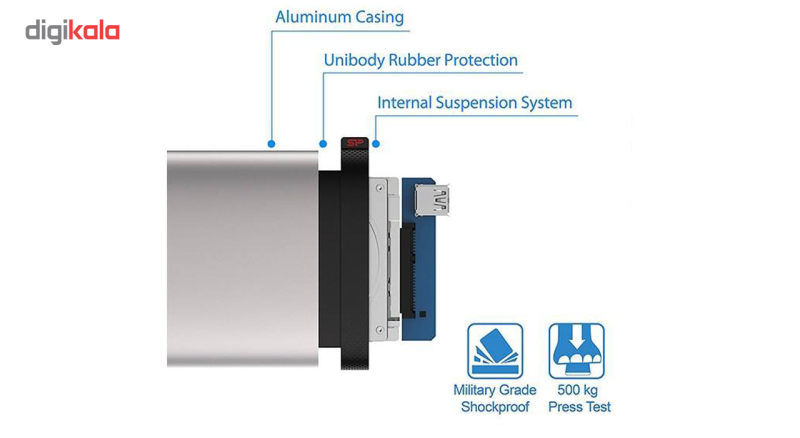 digikala
Aluminum Casing
Unibody Rubber Protection
Internal Suspension System
SP
Military Grade
Shockproof
500 kg
Press Test